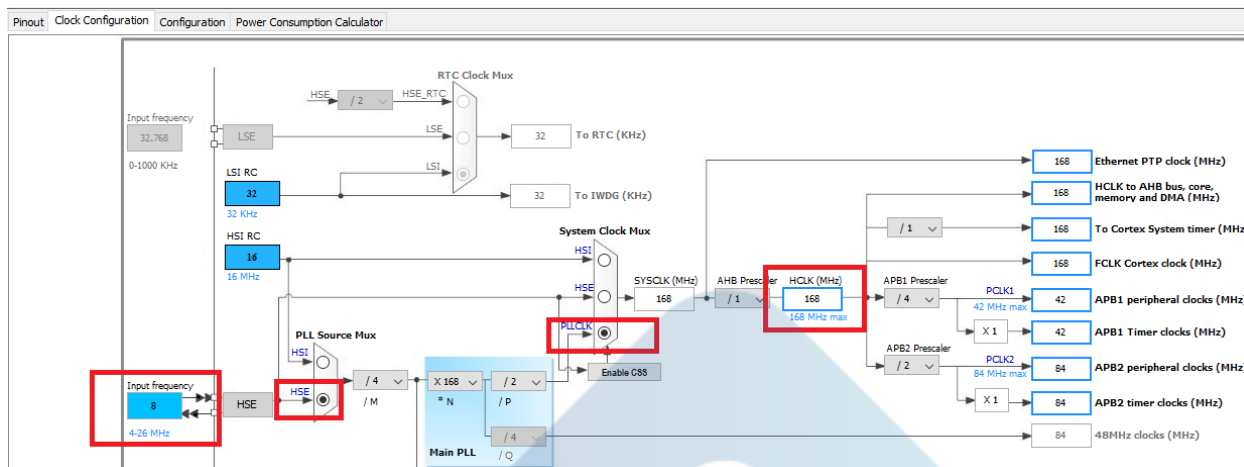 Pinout Clock Configuration Configuration Power Consumption Calculator
RTC Clock Mux
HSE / 2 HSE_RTC
Input frequency
32.768
0-1000 KHz
LSE
LSE
32 To RTC (KHz)
LSI RC
32
32 KHz
LSI
32 To IWDG (KHz)
HSI RC
16
16 MHz
System Clock Mux
HSI
HSE
PLLCLK
Enable CSS
SYSCLK (MHz)
168
AHB Prescaler
/ 1
HCLK (MHz)
168
168 MHz max
PLL Source Mux
HSI
HSE
Input frequency
8
4-26 MHz
HSE
/ 4
/ M
X 168
* N
/ 2
/ P
/ 4
/ Q
Main PLL
168 Ethernet PTP clock (MHz)
168 HCLK to AHB bus, core,
memory and DMA (MHz)
/ 1
168 To Cortex System timer (MHz)
168 FCLK Cortex clock (MHz)
APB1 Prescaler
/ 4
PCLK1
42 MHz max
42 APB1 peripheral clocks (MHz)
X 1
42 APB1 Timer clocks (MHz)
APB2 Prescaler
/ 2
PCLK2
84 MHz max
84 APB2 peripheral clocks (MHz)
X 1
84 APB2 timer clocks (MHz)
84 48MHz clocks (MHz)